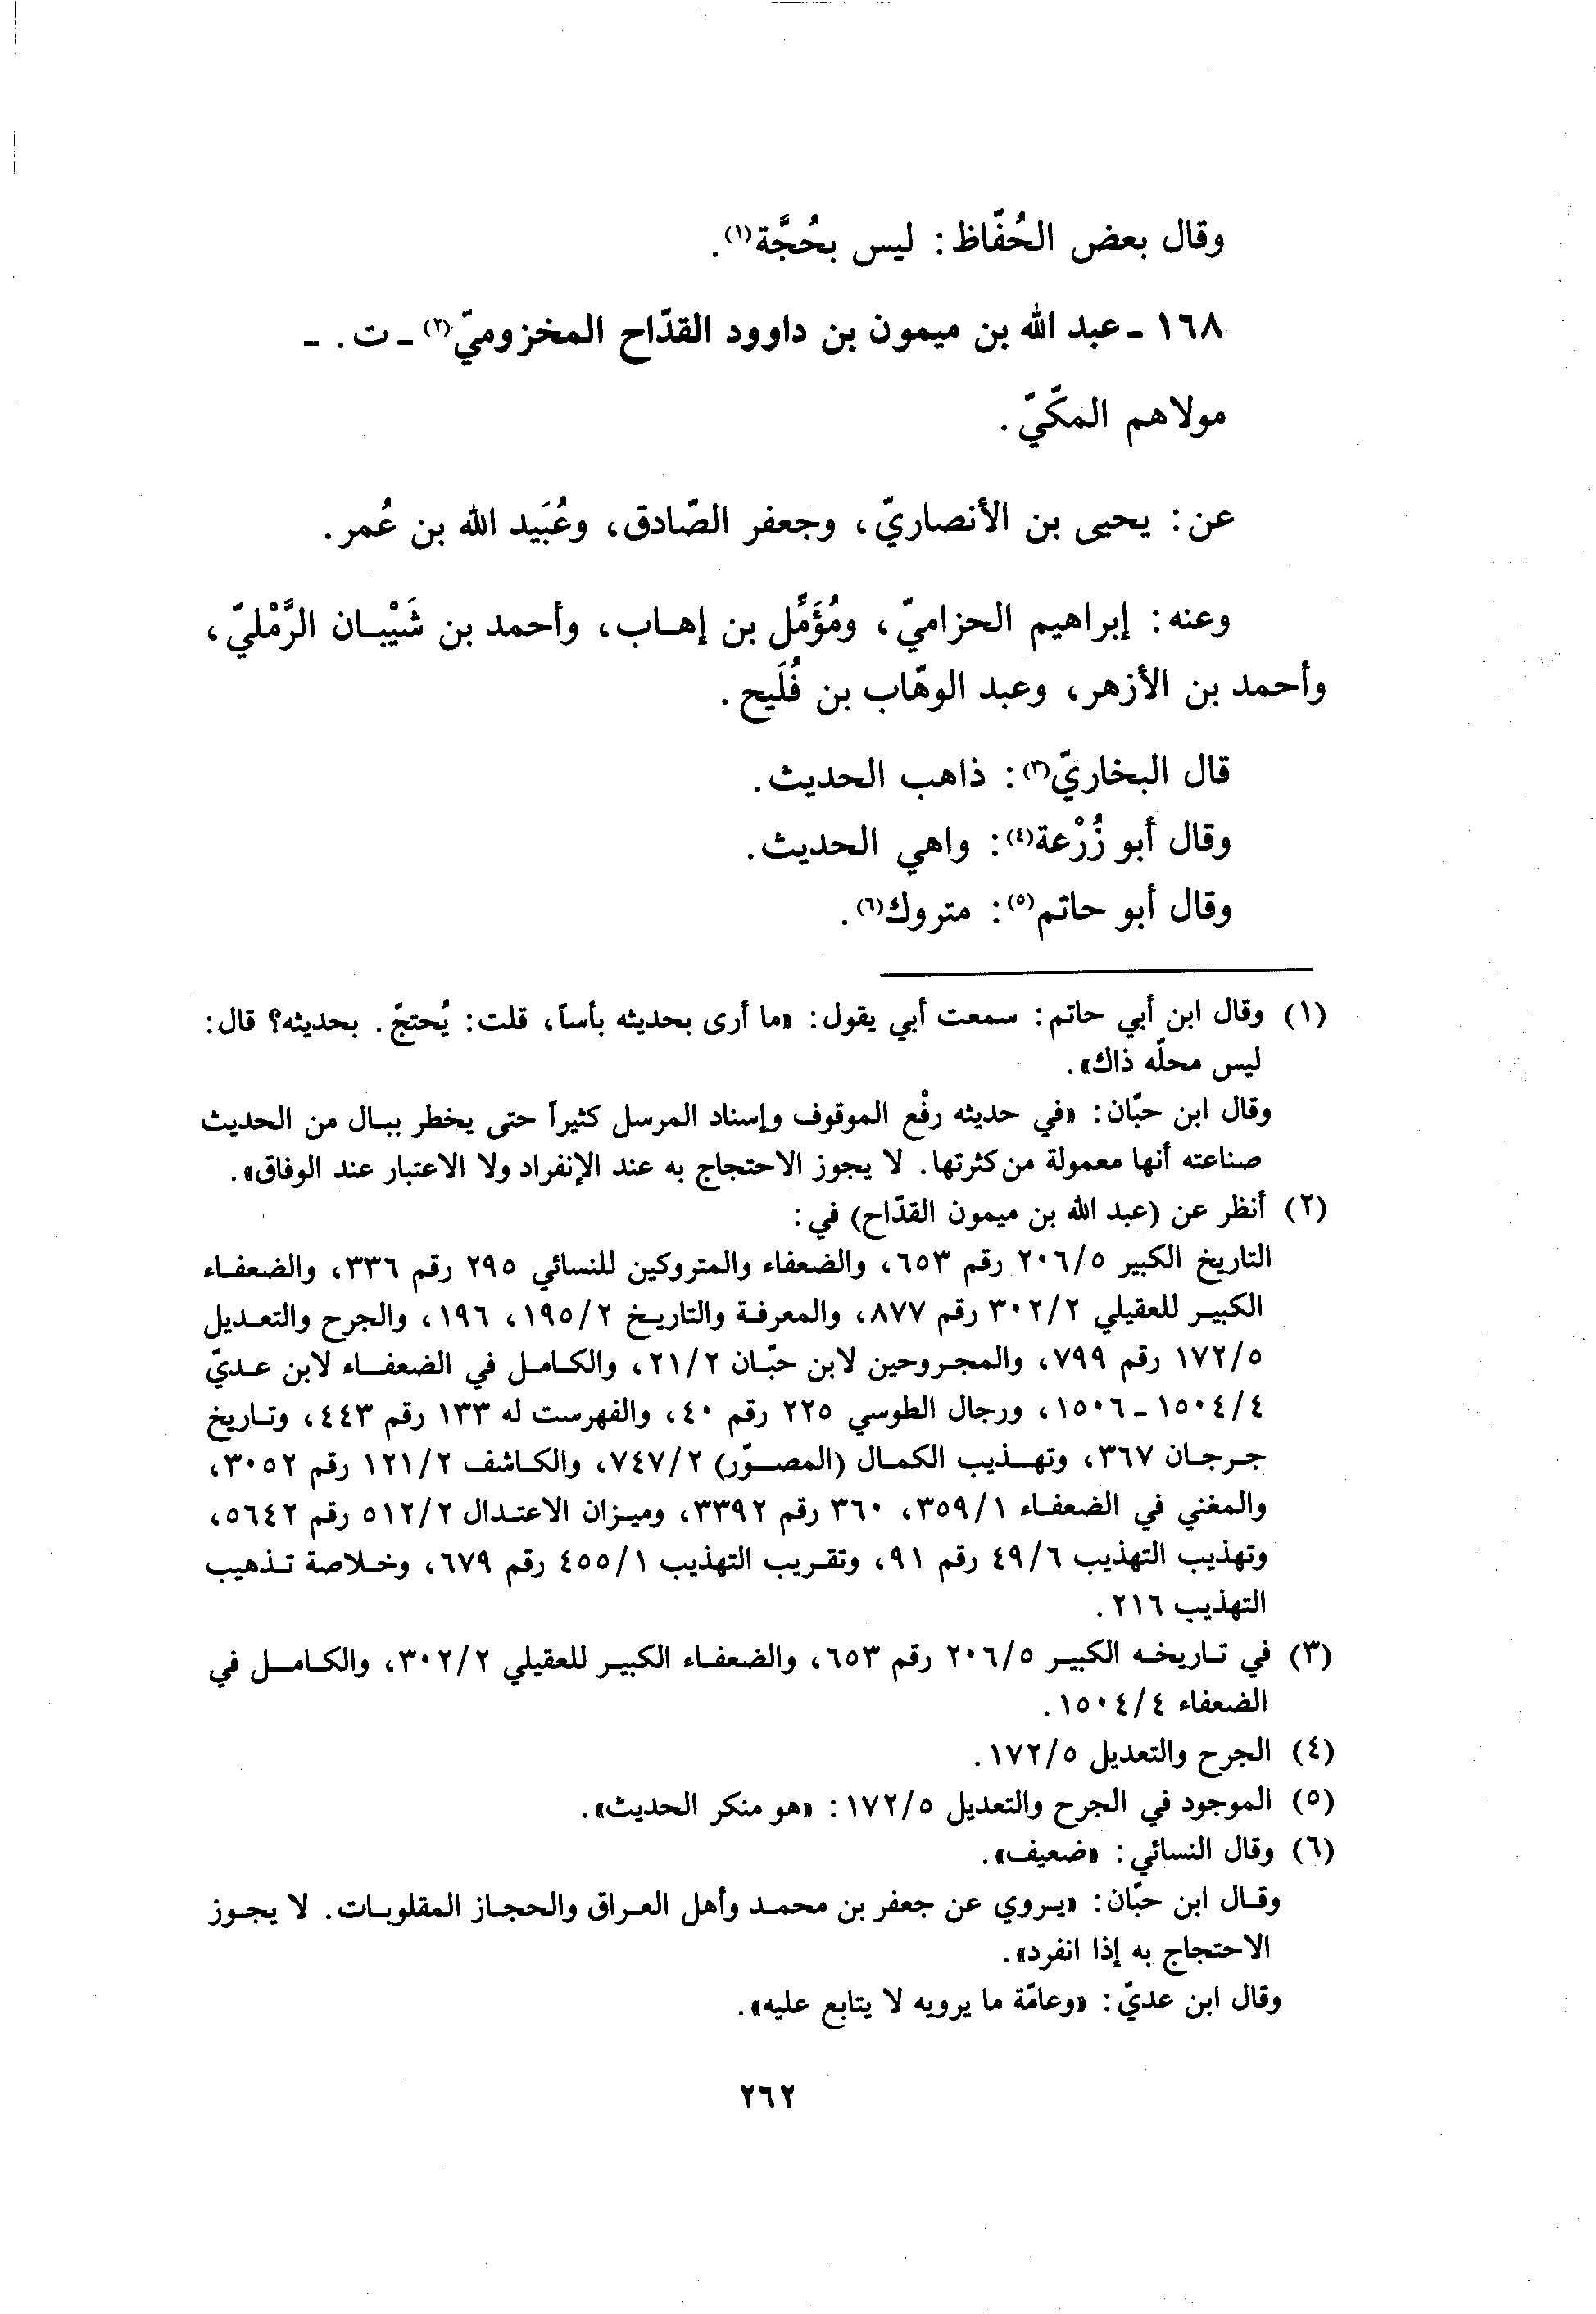 وقال بعض الحُفّاظ: ليس بحُجَّة(١).
١٦٨ - عبد الله بن ميمون بن داوود القدّاح المخزوميّ(٢) - ت. -
مولاهم المكّيّ.
عن: يحيى بن الأنصاريّ، وجعفر الصّادق، وعُبَيد الله بن عُمر.
وعنه: إبراهيم الحزاميّ، ومُؤَمَّل بن إهاب، وأحمد بن شَيْبان الرَّمْليّ،
وأحمد بن الأزهر، وعبد الوهّاب بن فُلَيح.
قال البخاريّ(٣): ذاهب الحديث.
وقال أبو زُرْعة(٤): واهي الحديث.
وقال أبو حاتم(٥): متروك(٦).
(١) وقال ابن أبي حاتم: سمعت أبي يقول: «ما أرى بحديثه بأساً، قلت: يُحتجّ. بحديثه؟ قال:
ليس محلّه ذاك».
وقال ابن حبّان: «في حديثه رفْع الموقوف وإسناد المرسل كثيراً حتى يخطر ببال من الحديث
صناعته أنها معمولة من كثرتها. لا يجوز الاحتجاج به عند الإنفراد ولا الاعتبار عند الوفاق».
(٢) أنظر عن (عبد الله بن ميمون القدّاح) في:
التاريخ الكبير ٢٠٦/٥ رقم ٦٥٣، والضعفاء والمتروكين للنسائي ٢٩٥ رقم ٣٣٦، والضعفاء
الكبير للعقيلي ٣٠٢/٢ رقم ٨٧٧، والمعرفة والتاريخ ١٩٥/٢، ١٩٦، والجرح والتعديل
١٧٢/٥ رقم ٧٩٩، والمجروحين لابن حبّان ٢١/٢، والكامل في الضعفاء لابن عديّ
١٥٠٤/٤ - ١٥٠٦، ورجال الطوسي ٢٢٥ رقم ٤٠، والفهرست له ١٣٣ رقم ٤٤٣، وتاريخ
جرجان ٣٦٧، وتهذيب الكمال (المصوّر) ٧٤٧/٢، والكاشف ١٢١/٢ رقم ٣٠٥٢،
والمغني في الضعفاء ٣٥٩/١، ٣٦٠ رقم ٣٣٩٢، وميزان الاعتدال ٥١٢/٢ رقم ٥٦٤٢،
وتهذيب التهذيب ٤٩/٦ رقم ٩١، وتقريب التهذيب ٤٥٥/١ رقم ٦٧٩، وخلاصة تذهيب
التهذيب ٢١٦.
(٣) في تاريخه الكبير ٢٠٦/٥ رقم ٦٥٣، والضعفاء الكبير للعقيلي ٣٠٢/٢، والكامل في
الضعفاء ١٥٠٤/٤.
(٤) الجرح والتعديل ١٧٢/٥.
(٥) الموجود في الجرح والتعديل ١٧٢/٥: «هو منكر الحديث».
(٦) وقال النسائي: «ضعيف».
وقال ابن حبّان: «يروي عن جعفر بن محمد وأهل العراق والحجاز المقلوبات. لا يجوز
الاحتجاج به إذا انفرد».
وقال ابن عديّ: «وعامّة ما يرويه لا يتابع عليه».
٢٦٢